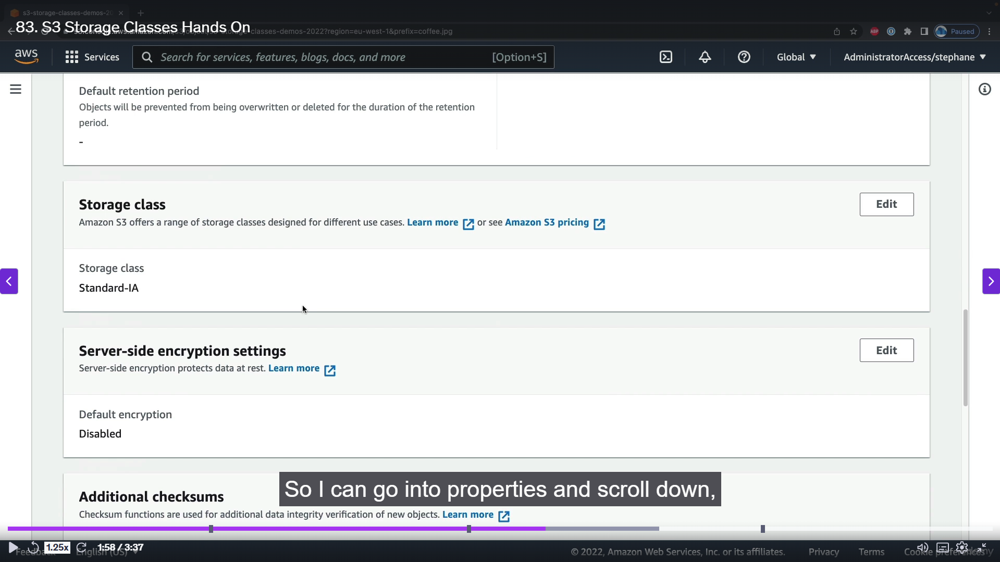 s3-storage-classes-demos-20
83. S3 Storage Classes Hands On
classes-demos-2022?region=eu-west-1&prefix=coffee.jpg
ABP
Paused
aws
Services
Search for services, features, blogs, docs, and more
[Option+S]
Global
AdministratorAccess/stephane
Default retention period
Objects will be prevented from being overwritten or deleted for the duration of the retention
period.
-
Storage class
Edit
Amazon S3 offers a range of storage classes designed for different use cases. Learn more or see Amazon S3 pricing
Storage class
Standard-IA
Server-side encryption settings
Edit
Server-side encryption protects data at rest. Learn more
Default encryption
Disabled
So I can go into properties and scroll down,
Additional checksums
Checksum functions are used for additional data integrity verification of new objects. Learn more
1.25x
1:58 / 3:37
English (US)
© 2022, Amazon Web Services, Inc. or its affiliates.
Privacy
Terms
Cookie preferences